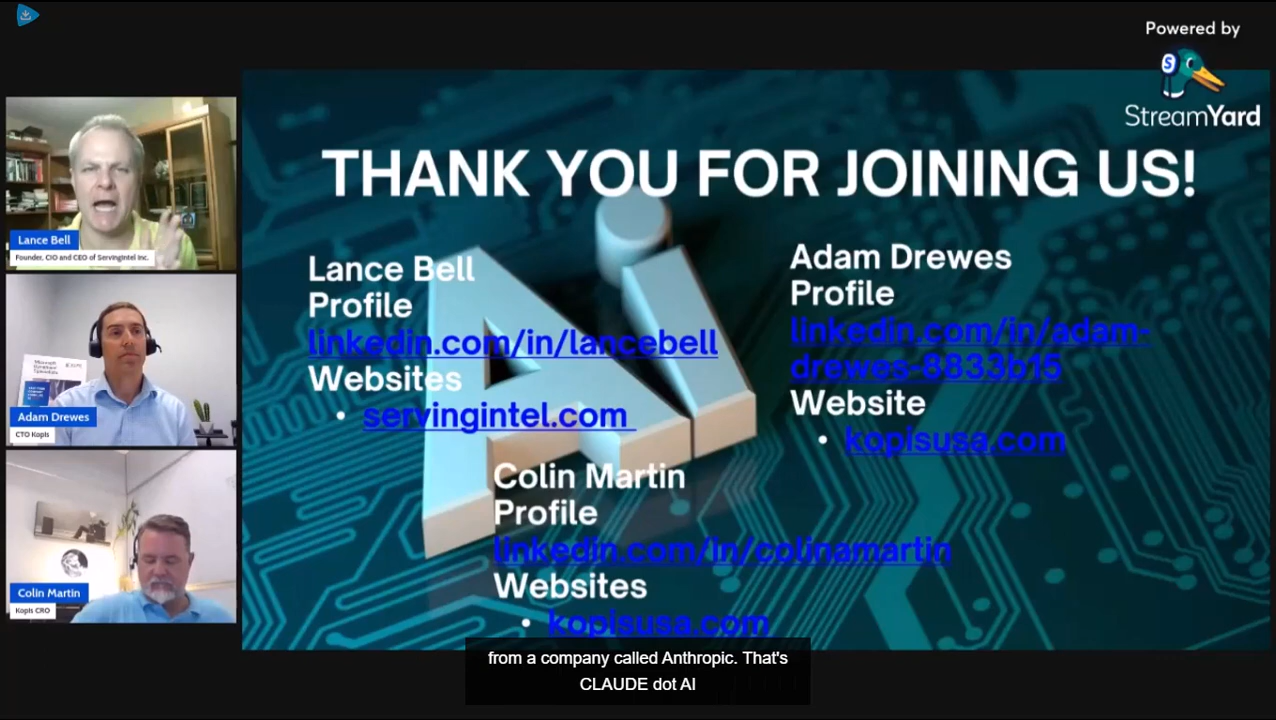 Powered by
StreamYard
THANK YOU FOR JOINING US!
Lance Bell
Profile
linkedin.com/in/lancebell
Websites
• servingintel.com
Adam Drewes
Profile
linkedin.com/in/adam-
drewes-8833b15
Website
• kopisusa.com
Colin Martin
Profile
linkedin.com/in/colinamartin
Websites
• kopisusa.com
Lance Bell
Founder, CIO and CEO of ServingIntel Inc.
Adam Drewes
CTO Kopis
Colin Martin
Kopis CRO
from a company called Anthropic. That's
CLAUDE dot AI